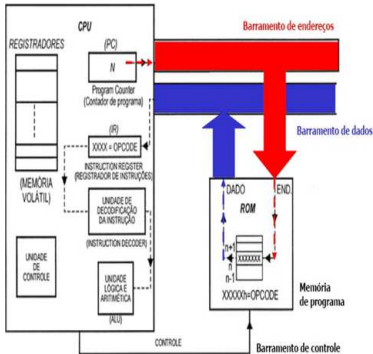 CPU
REGISTRADORES
(MEMÓRIA
VOLÁTIL)
UNIDADE
DE
CONTROLE
(PC)
N
Program Counter
(Contador de programa)
(IR)
XXXX = OPCODE
INSTRUCTION REGISTER
(REGISTRADOR DE INSTRUÇÕES)
UNIDADE DE
DECODIFICAÇÃO
DA INSTRUÇÃO
(INSTRUCTION DECODER)
UNIDADE
LÓGICA E
ARITMÉTICA
(ALU)
Barramento de endereços
Barramento de dados
DADO
END.
ROM
n+1
n
n-1
XXXXXXX
XXXXXh=OPCODE
Memória
de programa
CONTROLE
Barramento de controle